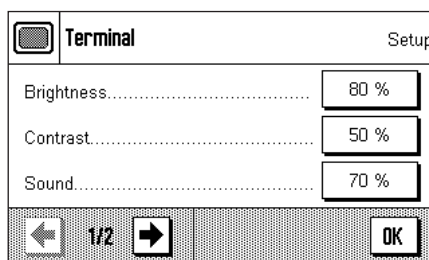 Terminal Setup
Brightness........................................ 80 %
Contrast............................................ 50 %
Sound............................................... 70 %
1/2 OK